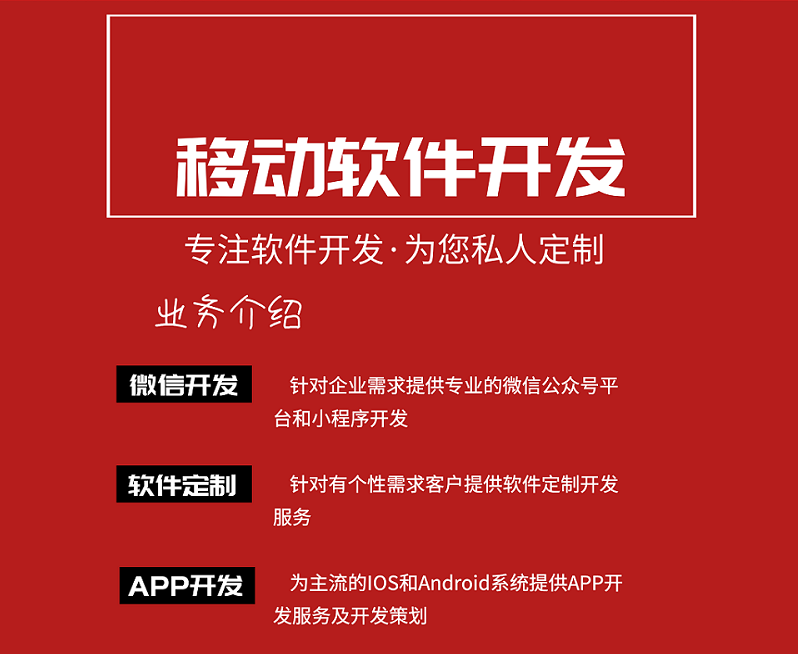 移动软件开发
专注软件开发·为您私人定制
业务介绍
微信开发
针对企业需求提供专业的微信公众号平
台和小程序开发
软件定制
针对有个性需求客户提供软件定制开发
服务
APP开发
为主流的IOS和Android系统提供APP开
发服务及开发策划